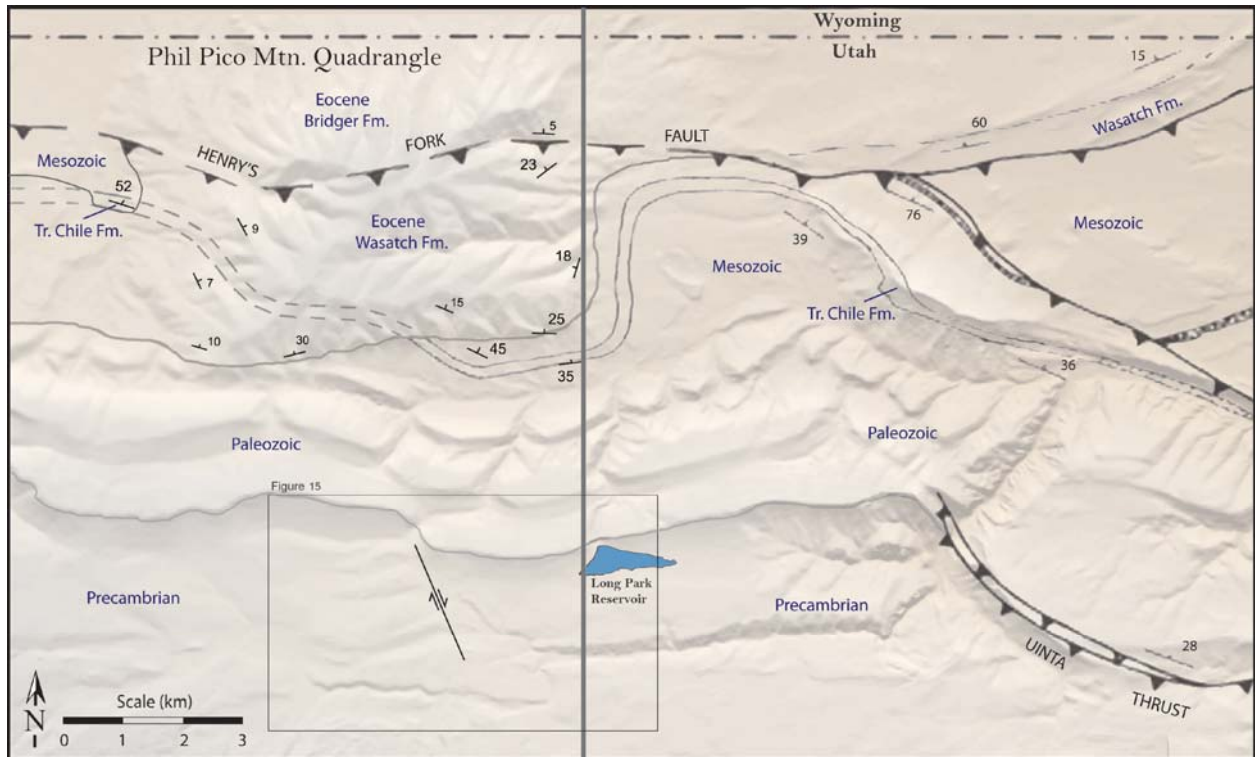 Wyoming
Utah
Phil Pico Mtn. Quadrangle
15
Eocene
Bridger Fm.
Wasatch Fm.
60
5
FORK
FAULT
HENRY'S
Mesozoic
23
52
76
Tr. Chile Fm.
Eocene
Wasatch Fm.
9
Mesozoic
39
18
Mesozoic
7
15
Tr. Chile Fm.
25
10
30
45
35
36
Paleozoic
Paleozoic
Figure 15
Long Park
Reservoir
Precambrian
Precambrian
28
UINTA
THRUST
Scale (km)
N
0 1 2 3